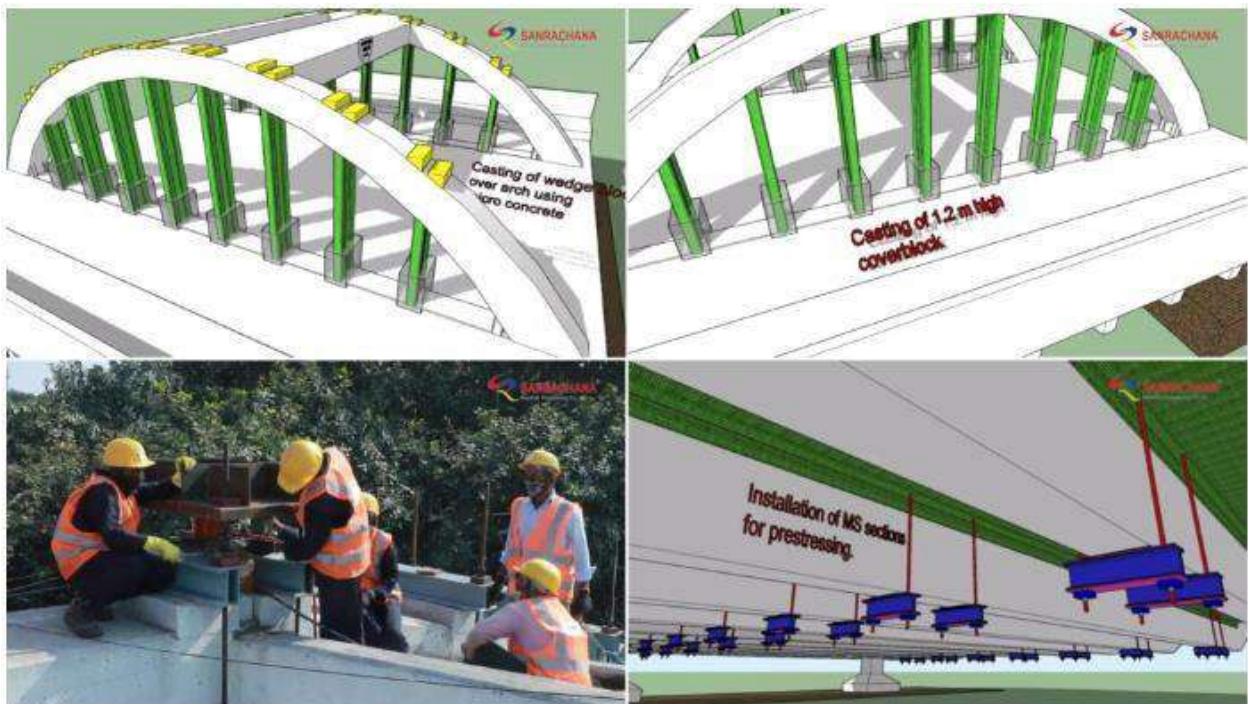 SANRACHANA
Casting of wedge block
over arch using
micro concrete
SANRACHANA
Casting of 1.2 m high
coverblock
SANRACHANA
Installation of MS sections
for prestressing.
SANRACHANA